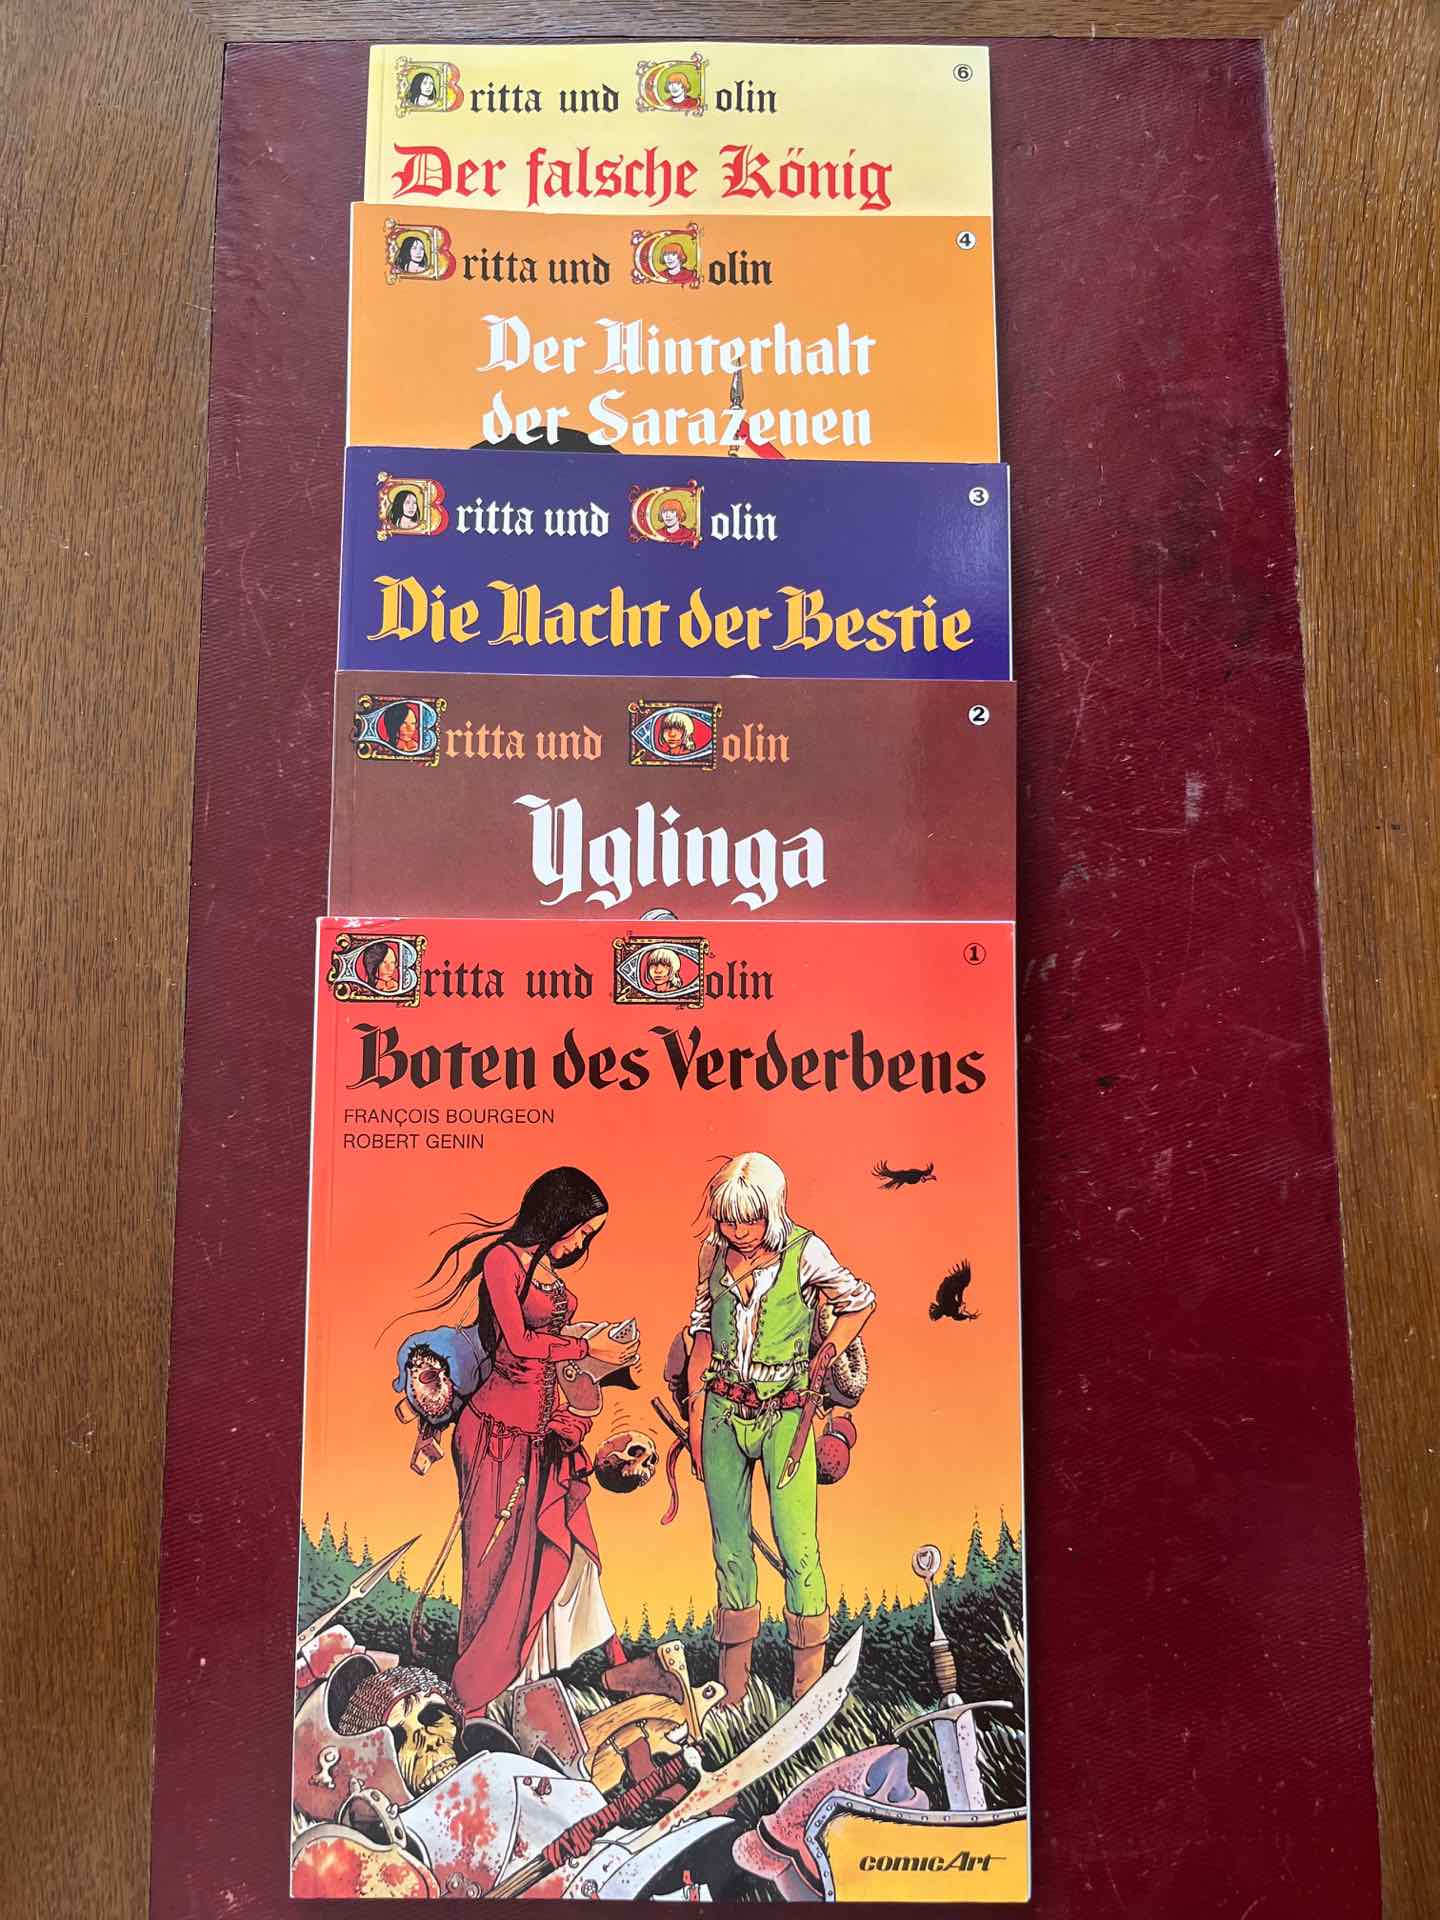 Britta und Colin
6
Der falsche König
Britta und Colin
4
Der Hinterhalt
der Sarazenen
Britta und Colin
3
Die Nacht der Bestie
Britta und Colin
2
Yglinga
Britta und Colin
1
Boten des Verderbens
FRANÇOIS BOURGEON
ROBERT GENIN
comicArt